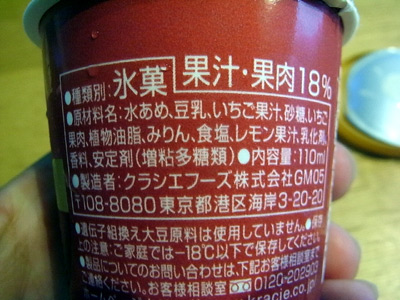 ●種類別:氷菓 果汁・果肉18%
●原材料名:水あめ、豆乳、いちご果汁、砂糖、いちご
果肉、植物油脂、みりん、食塩、レモン果汁、乳化剤、
香料、安定剤(増粘多糖類) ●内容量:110ml
●製造者:クラシエフーズ株式会社GM05
〒108-8080 東京都港区海岸3-20-20
●遺伝子組換え大豆原料は使用していません。●保存
上の注意:ご家庭では−18℃以下で保存してください。
●製品についてのお問い合わせは、下記お客様相談室
お客様相談室 0120-202903
kracie.co